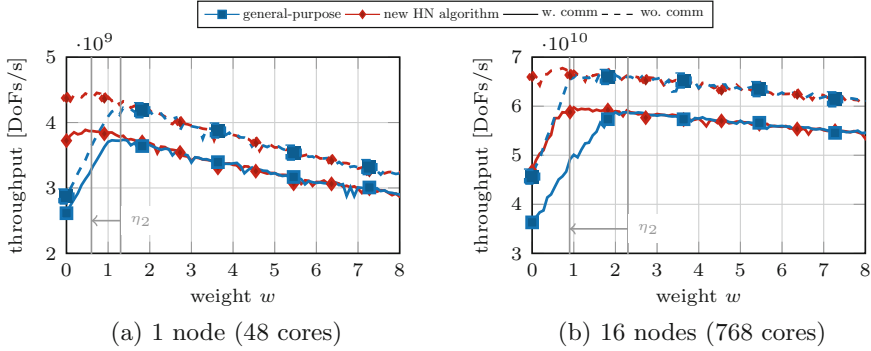 general-purpose new HN algorithm w. comm wo. comm
·10^9
throughput [DoFs/s]
5
4
3
2
η2
0 1 2 3 4 5 6 7 8
weight w
(a) 1 node (48 cores)
·10^10
throughput [DoFs/s]
7
6
5
4
3
η2
0 1 2 3 4 5 6 7 8
weight w
(b) 16 nodes (768 cores)